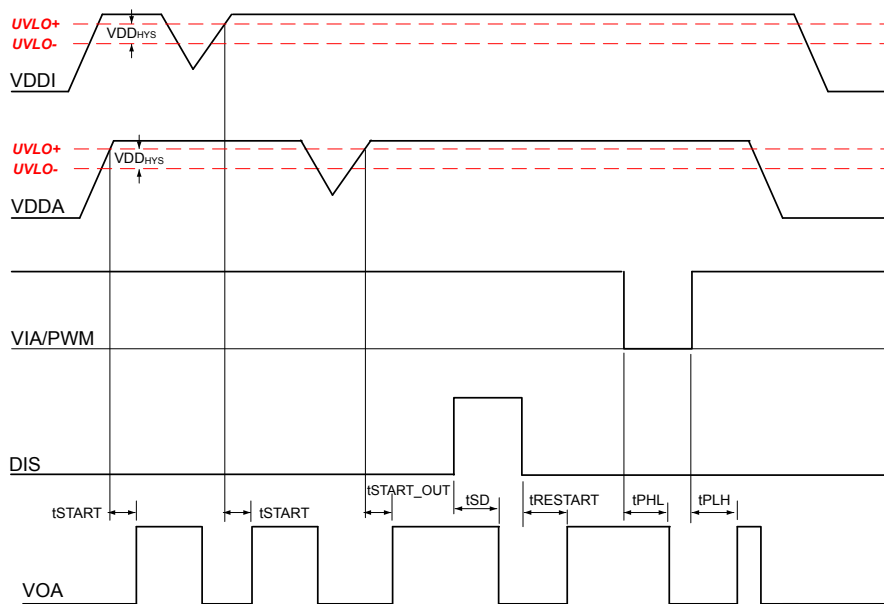 UVLO+
VDDHYS
UVLO-
VDDI
UVLO+
VDDHYS
UVLO-
VDDA
VIA/PWM
DIS
tSTART
tSTART
tSTART_OUT
tSD
tRESTART
tPHL
tPLH
VOA